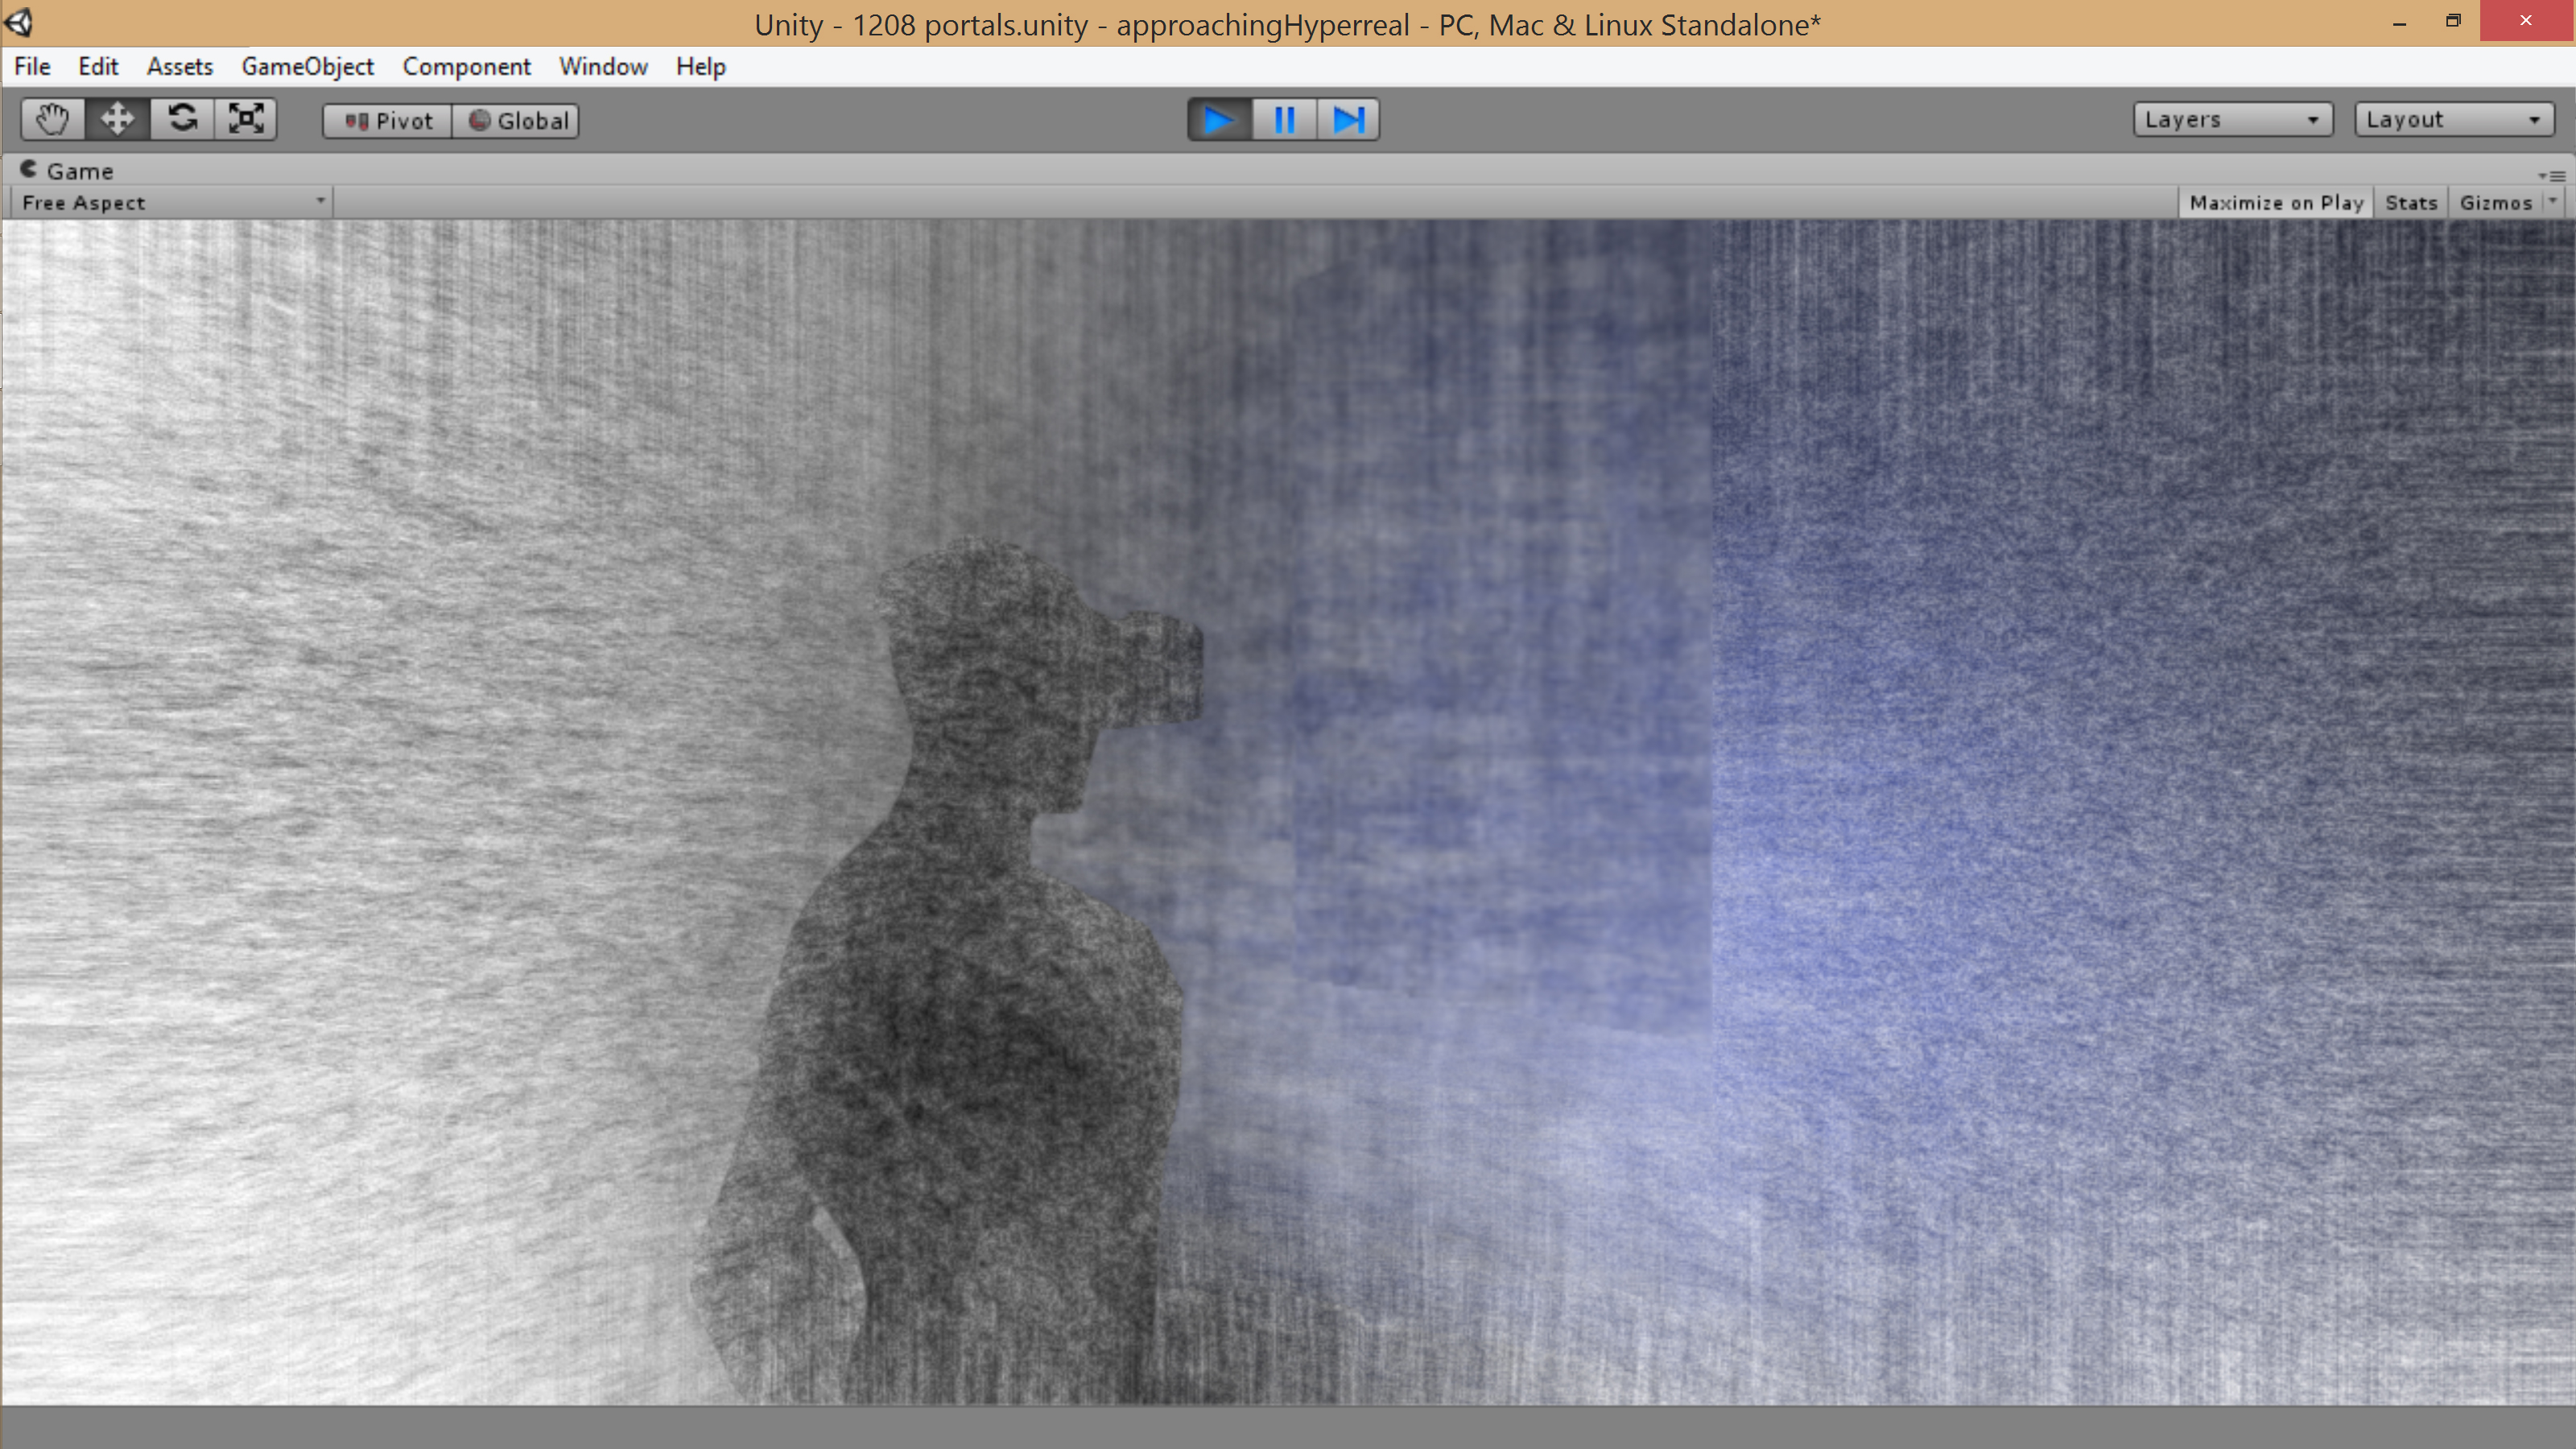 Unity - 1208 portals.unity - approachingHyperreal - PC, Mac & Linux Standalone*
File Edit Assets GameObject Component Window Help
Pivot Global Layers Layout
Game
Free Aspect Maximize on Play Stats Gizmos